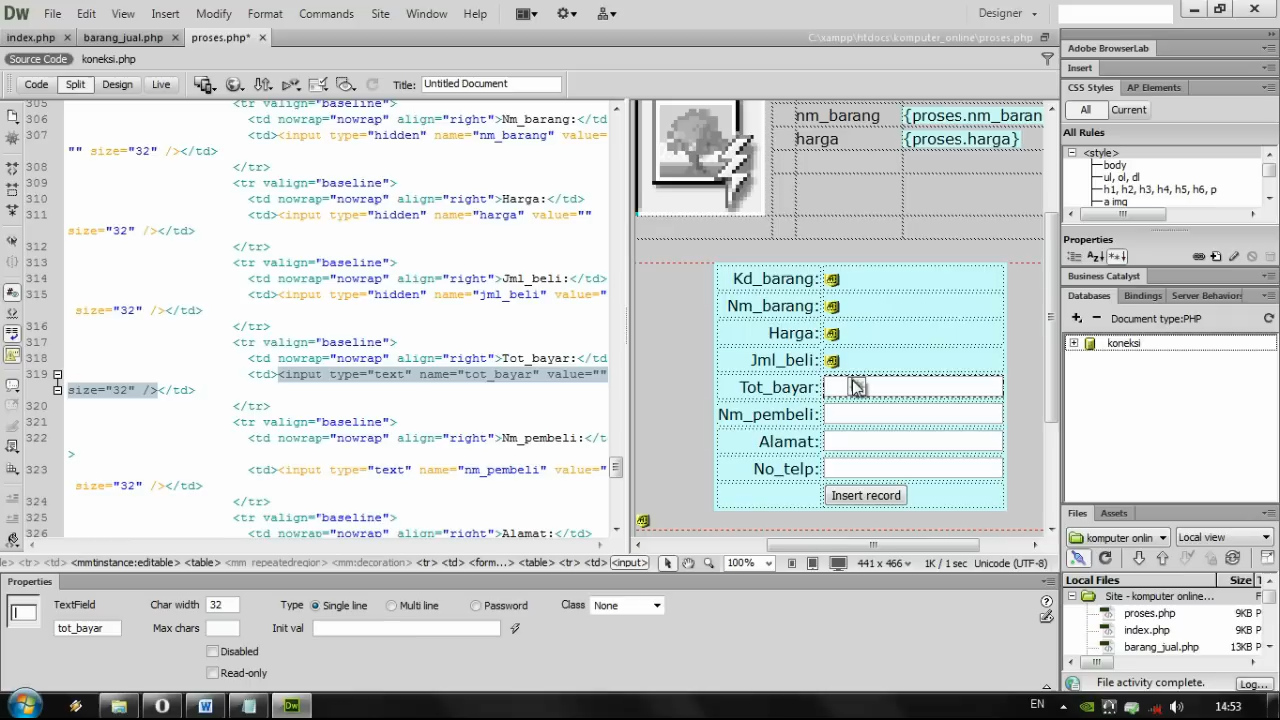 Dw File Edit View Insert Modify Format Commands Site Window Help Designer
index.php × barang_jual.php × proses.php* × C:\xampp\htdocs\komputer_online\proses.php
Source Code koneksi.php
Code Split Design Live Title: Untitled Document
305 <tr valign="baseline">
306 <td nowrap="nowrap" align="right">Nm_barang:</td>
307 <td><input type="hidden" name="nm_barang" value=
"" size="32" /></td>
308 </tr>
309 <tr valign="baseline">
310 <td nowrap="nowrap" align="right">Harga:</td>
311 <td><input type="hidden" name="harga" value=""
size="32" /></td>
312 </tr>
313 <tr valign="baseline">
314 <td nowrap="nowrap" align="right">Jml_beli:</td>
315 <td><input type="hidden" name="jml_beli" value="
" size="32" /></td>
316 </tr>
317 <tr valign="baseline">
318 <td nowrap="nowrap" align="right">Tot_bayar:</td
319 <td><input type="text" name="tot_bayar" value=""
size="32" /></td>
320 </tr>
321 <tr valign="baseline">
322 <td nowrap="nowrap" align="right">Nm_pembeli:</t
>
323 <td><input type="text" name="nm_pembeli" value="
" size="32" /></td>
324 </tr>
325 <tr valign="baseline">
326 <td nowrap="nowrap" align="right">Alamat:</td>
nm_barang {proses.nm_baran
harga {proses.harga}
Kd_barang:
Nm_barang:
Harga:
Jml_beli:
Tot_bayar:
Nm_pembeli:
Alamat:
No_telp:
Insert record
<tr> <td> <mmtinstance:editable> <table> <mm_repeatedregion> <mm:decoration> <tr> <td> <form... <table> <tr> <td> <input> 100% 441 x 466 1K / 1 sec Unicode (UTF-8)
Properties
TextField Char width 32 Type Single line Multi line Password Class None
tot_bayar Max chars Init val
Disabled
Read-only
Adobe BrowserLab
Insert
CSS Styles AP Elements
All Current
All Rules
<style>
body
ul, ol, dl
h1, h2, h3, h4, h5, h6, p
a img
Properties
Business Catalyst
Databases Bindings Server Behaviors
Document type:PHP
koneksi
Files Assets
komputer onlin Local view
Local Files Size
Site - komputer online... F
proses.php 9KB P
index.php 9KB P
barang_jual.php 13KB P
File activity complete. Log...
EN 14:53